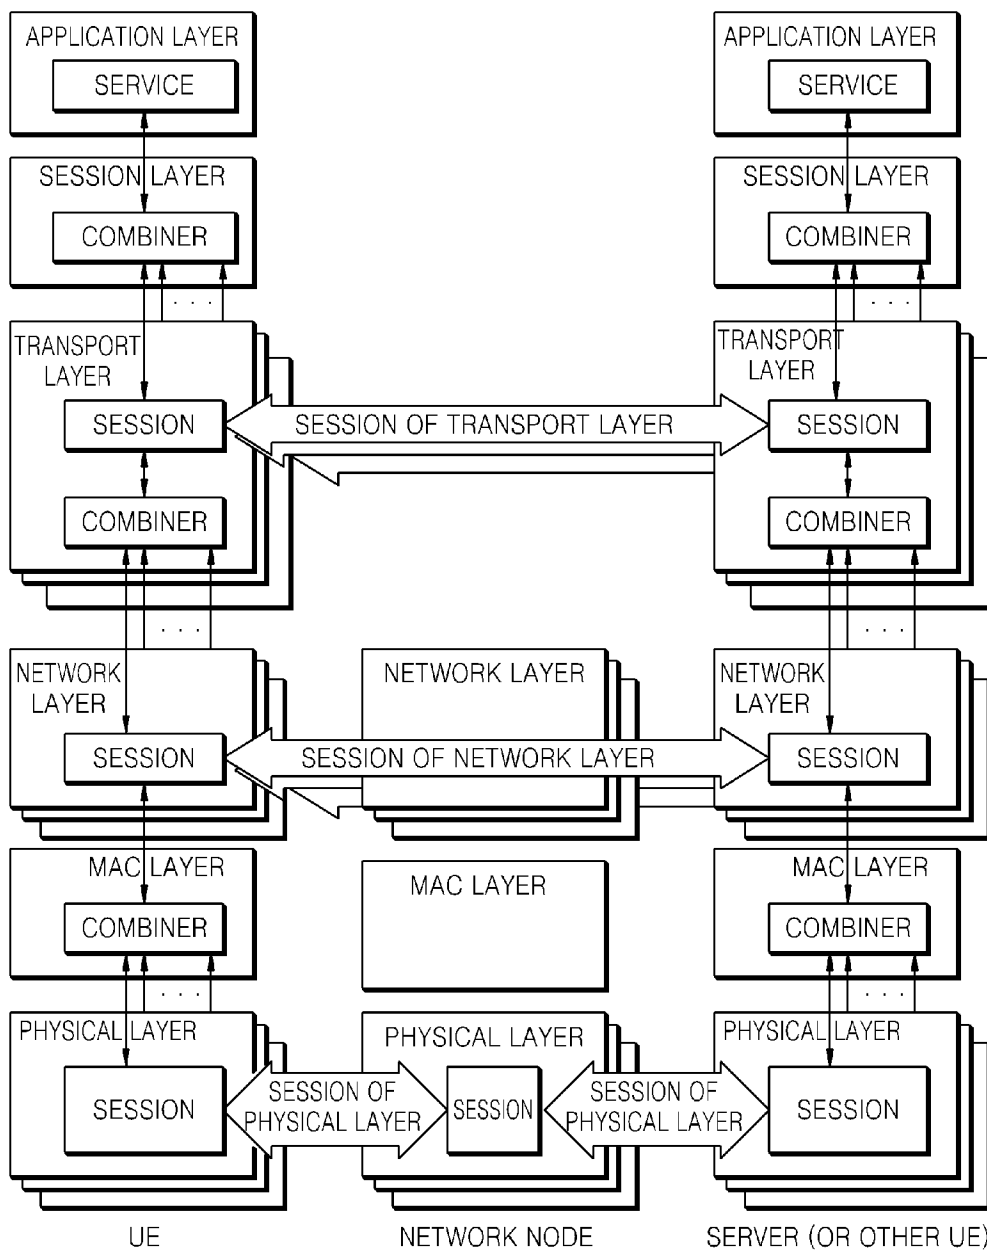 APPLICATION LAYER
SERVICE
APPLICATION LAYER
SERVICE
SESSION LAYER
COMBINER
SESSION LAYER
COMBINER
. . .
. . .
TRANSPORT
LAYER
SESSION
SESSION OF TRANSPORT LAYER
TRANSPORT
LAYER
SESSION
COMBINER
COMBINER
. . .
. . .
NETWORK
LAYER
SESSION
NETWORK LAYER
SESSION OF NETWORK LAYER
NETWORK
LAYER
SESSION
MAC LAYER
COMBINER
MAC LAYER
MAC LAYER
COMBINER
. . .
. . .
PHYSICAL LAYER
SESSION
SESSION OF
PHYSICAL LAYER
PHYSICAL LAYER
SESSION
SESSION OF
PHYSICAL LAYER
PHYSICAL LAYER
SESSION
UE
NETWORK NODE
SERVER (OR OTHER UE)